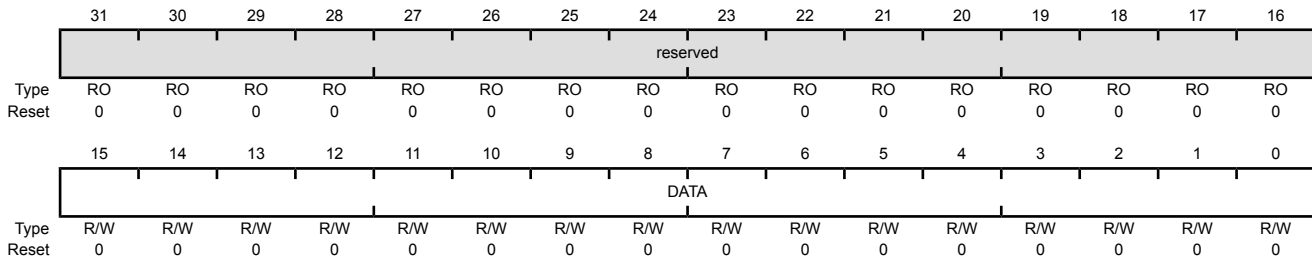 31 30 29 28 27 26 25 24 23 22 21 20 19 18 17 16
reserved
Type RO RO RO RO RO RO RO RO RO RO RO RO RO RO RO RO
Reset 0 0 0 0 0 0 0 0 0 0 0 0 0 0 0 0
15 14 13 12 11 10 9 8 7 6 5 4 3 2 1 0
DATA
Type R/W R/W R/W R/W R/W R/W R/W R/W R/W R/W R/W R/W R/W R/W R/W R/W
Reset 0 0 0 0 0 0 0 0 0 0 0 0 0 0 0 0